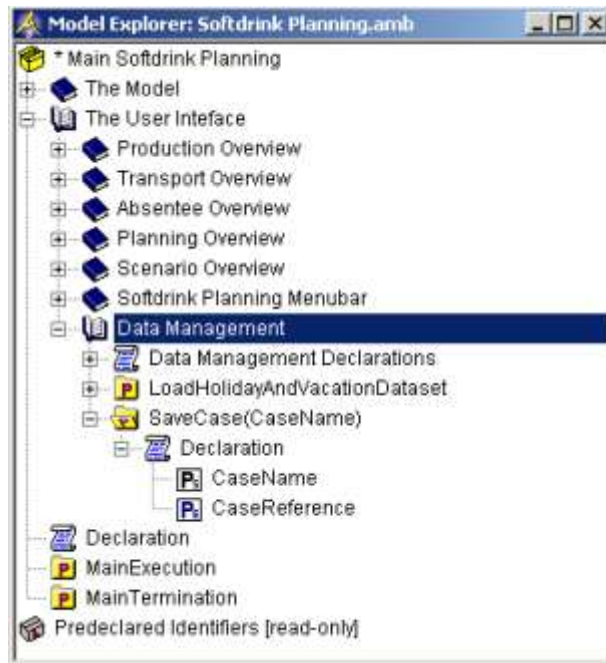 Model Explorer: Softdrink Planning.amb
* Main Softdrink Planning
The Model
The User Inteface
Production Overview
Transport Overview
Absentee Overview
Planning Overview
Scenario Overview
Softdrink Planning Menubar
Data Management
Data Management Declarations
P LoadHolidayAndVacationDataset
SaveCase(CaseName)
Declaration
Ps CaseName
Ps CaseReference
Declaration
P MainExecution
P MainTermination
Predeclared Identifiers [read-only]